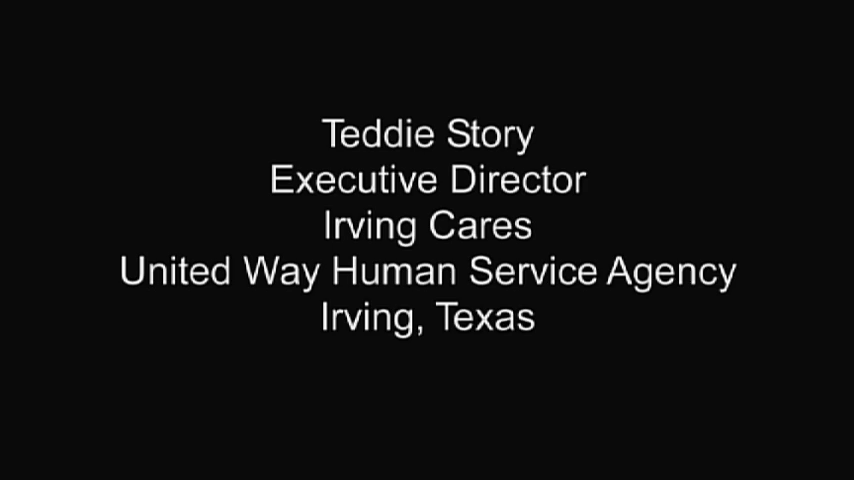 Teddie Story
Executive Director
Irving Cares
United Way Human Service Agency
Irving, Texas